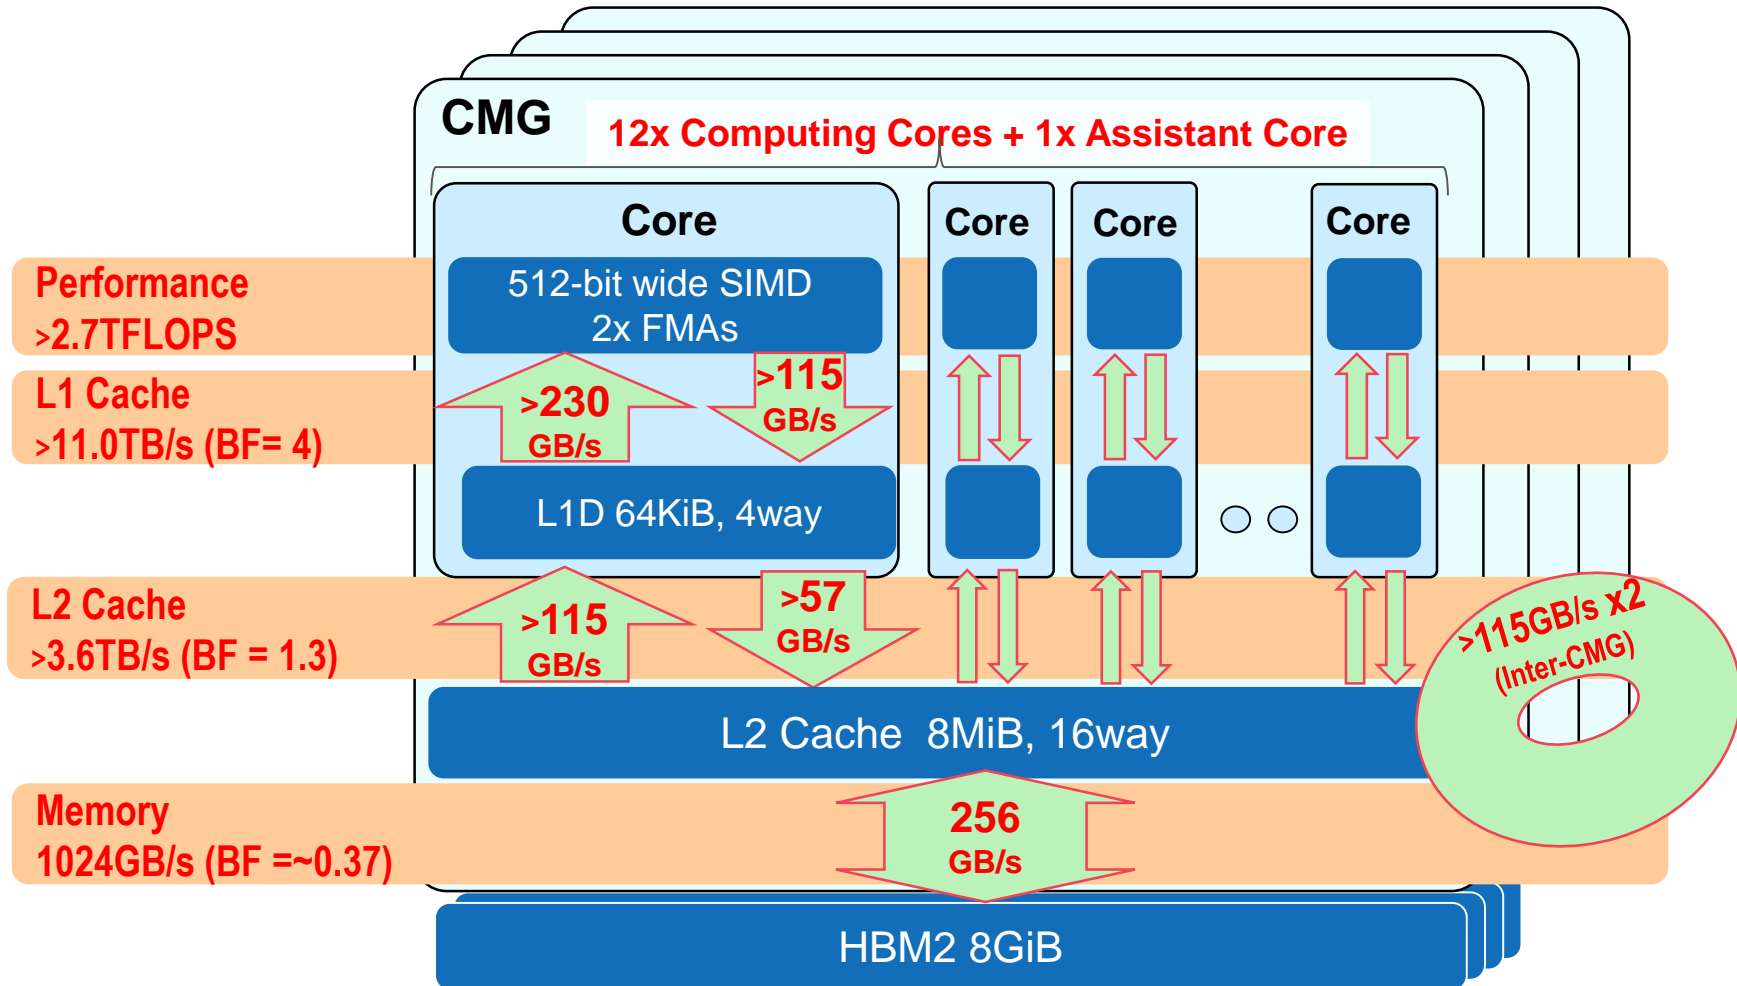 CMG
12x Computing Cores + 1x Assistant Core
Core
Core
Core
Core
Performance
>2.7TFLOPS
512-bit wide SIMD
2x FMAs
L1 Cache
>11.0TB/s (BF= 4)
>230
GB/s
>115
GB/s
L1D 64KiB, 4way
L2 Cache
>3.6TB/s (BF = 1.3)
>115
GB/s
>57
GB/s
>115GB/s x2
(Inter-CMG)
L2 Cache 8MiB, 16way
Memory
1024GB/s (BF =~0.37)
256
GB/s
HBM2 8GiB